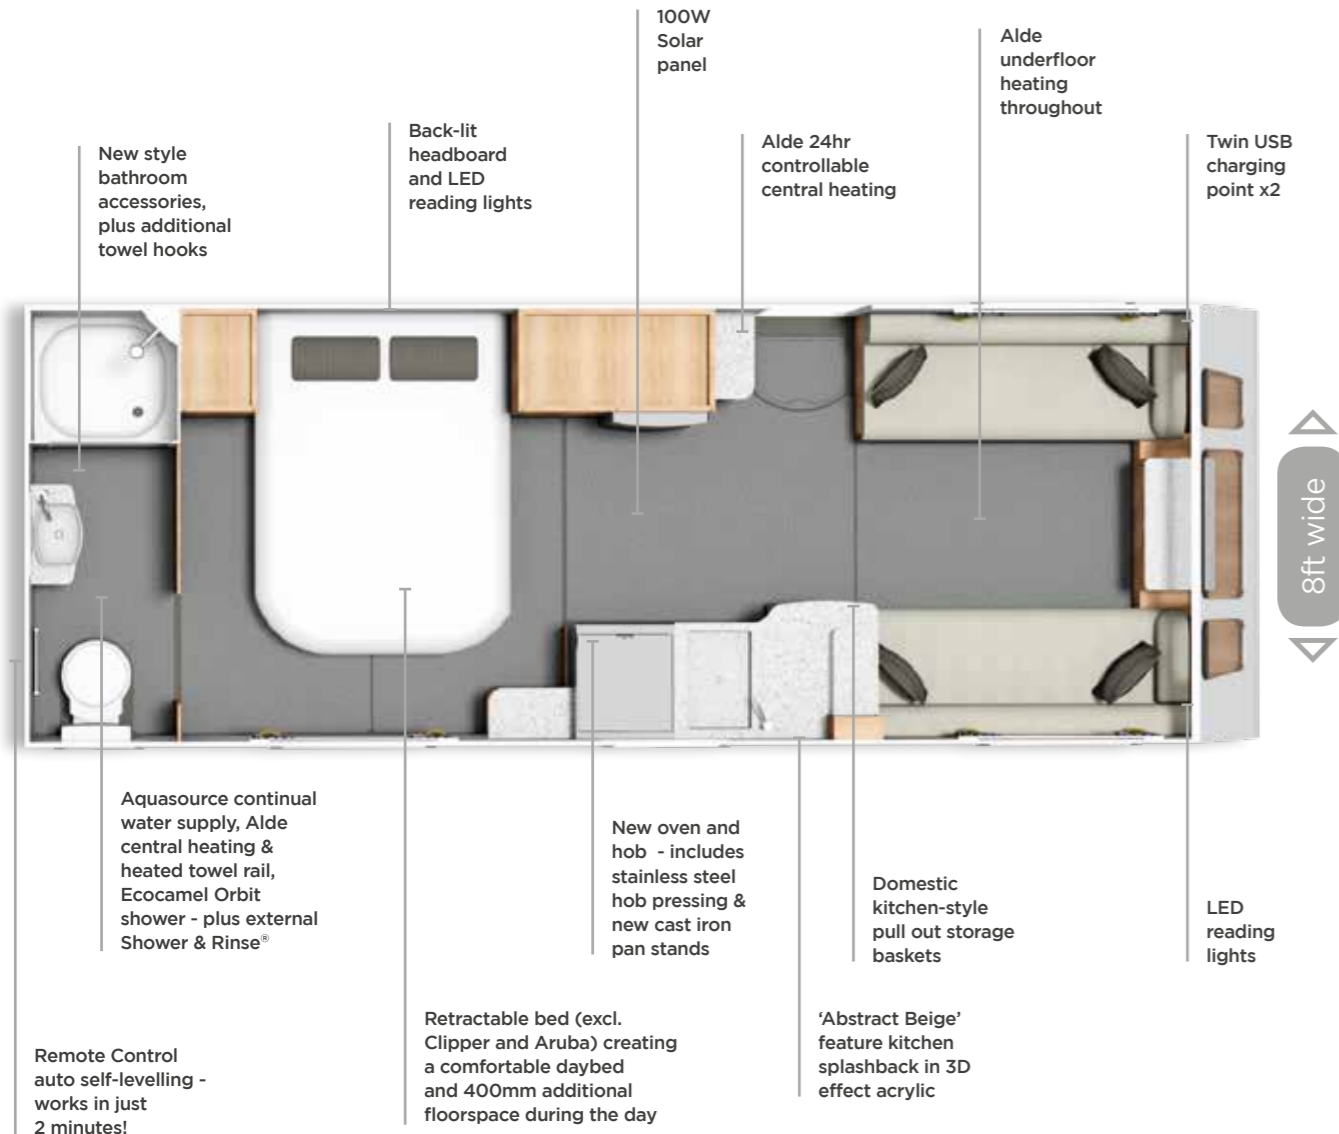 100W
Solar
panel
Alde
underfloor
heating
throughout
Back-lit
headboard
and LED
reading lights
Alde 24hr
controllable
central heating
Twin USB
charging
point x2
New style
bathroom
accessories,
plus additional
towel hooks
8ft wide
Aquasource continual
water supply, Alde
central heating &
heated towel rail,
Ecocamel Orbit
shower - plus external
Shower & Rinse®
New oven and
hob - includes
stainless steel
hob pressing &
new cast iron
pan stands
Domestic
kitchen-style
pull out storage
baskets
LED
reading
lights
Remote Control
auto self-levelling -
works in just
2 minutes!
Retractable bed (excl.
Clipper and Aruba) creating
a comfortable daybed
and 400mm additional
floorspace during the day
‘Abstract Beige’
feature kitchen
splashback in 3D
effect acrylic